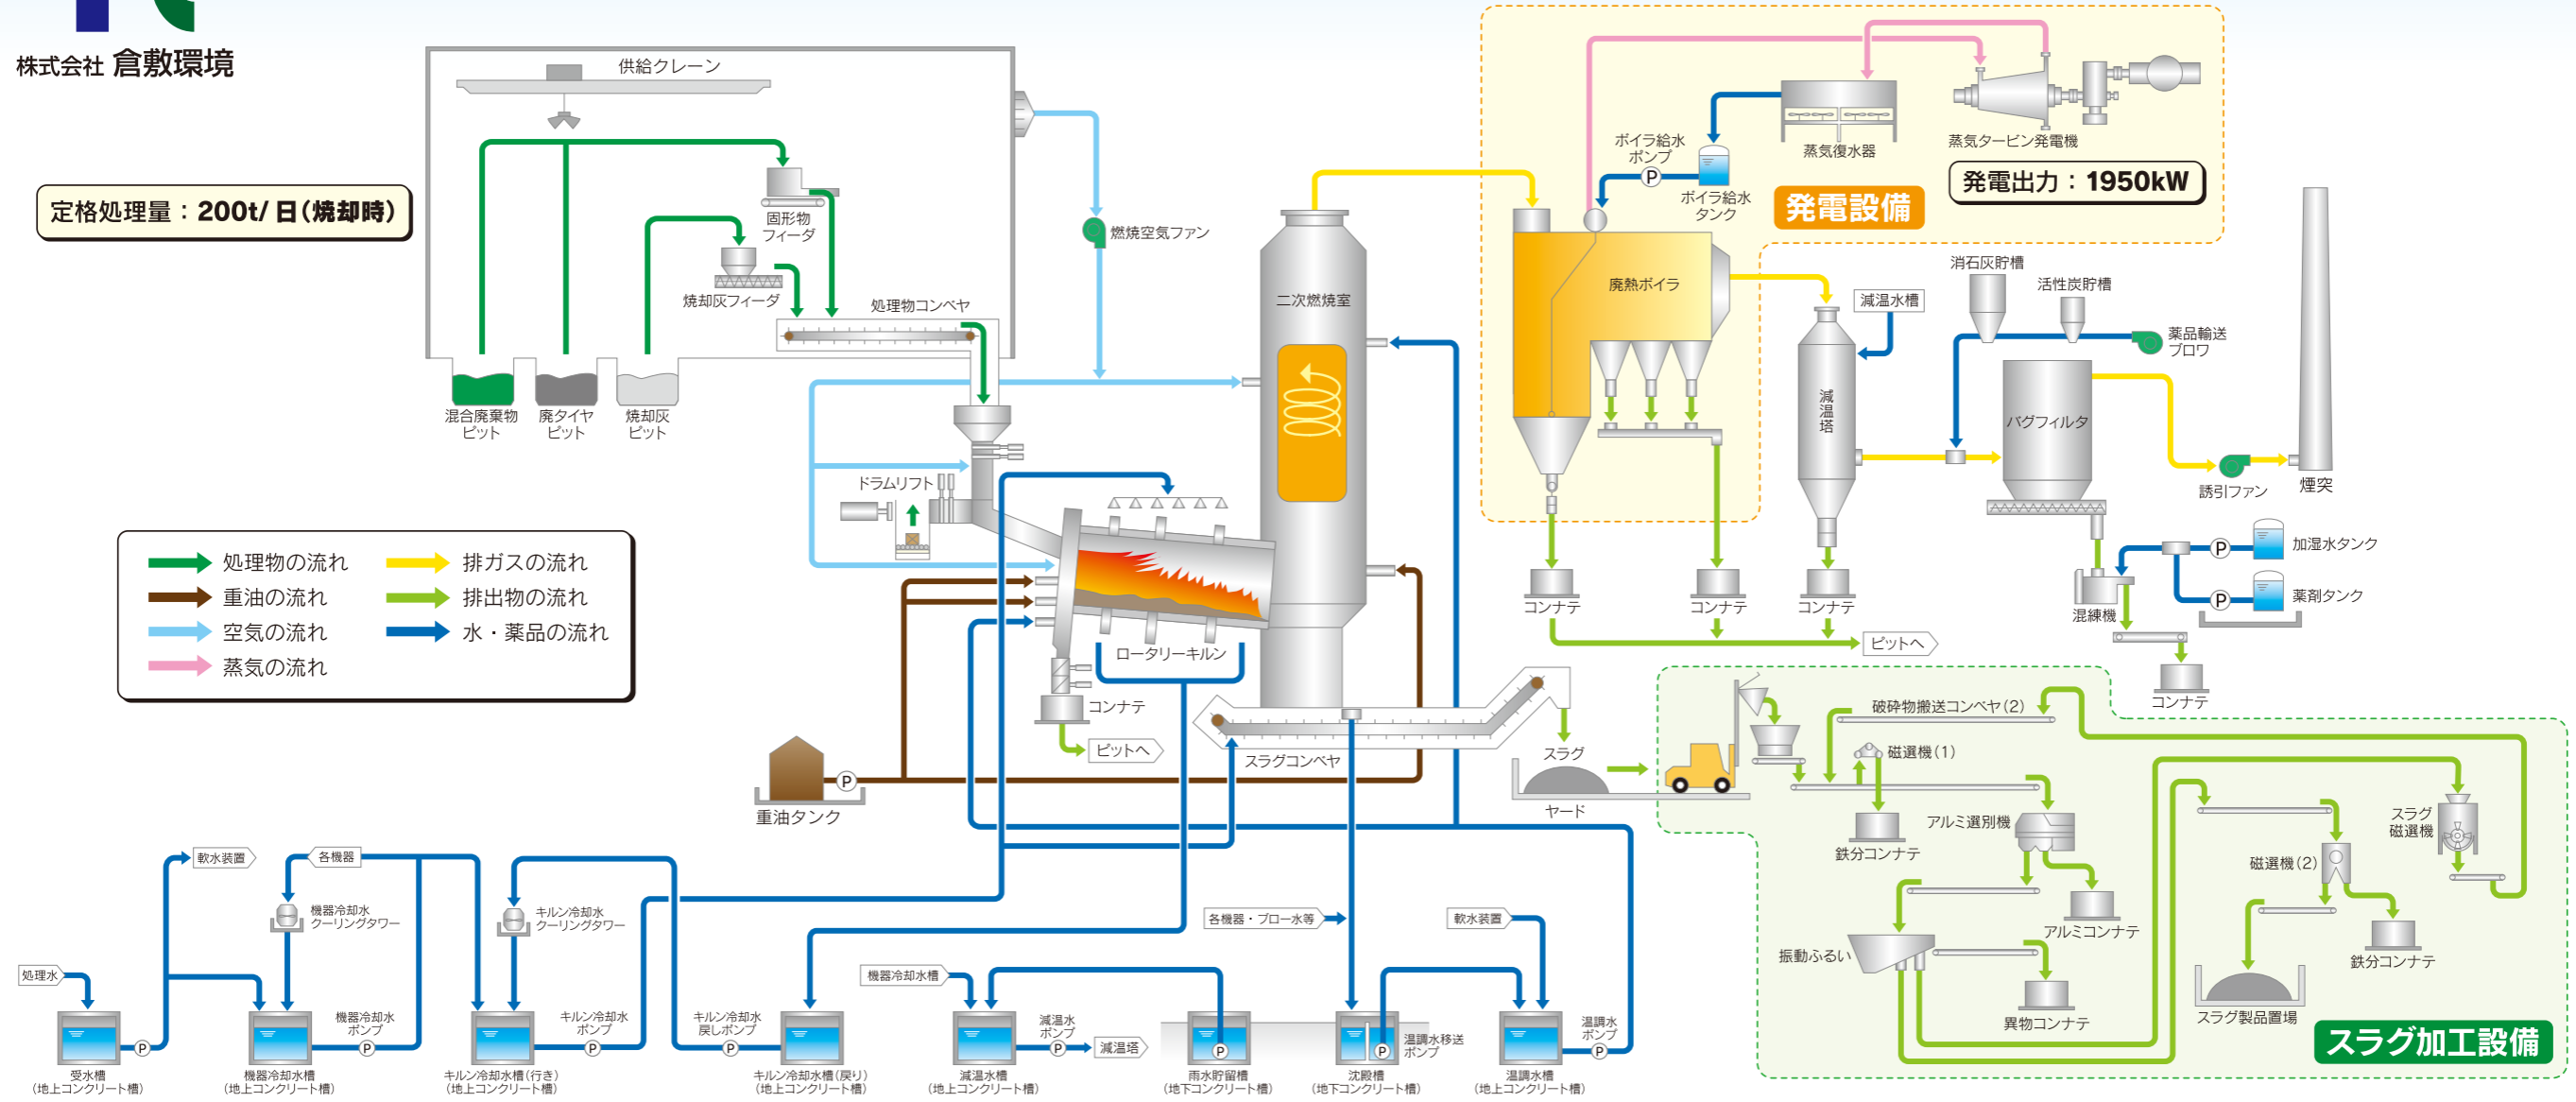 株式会社 倉敷環境
定格処理量：200t/日(焼却時)
供給クレーン
固形物
フィーダ
焼却灰フィーダ
処理物コンベヤ
混合廃棄物
ピット
廃タイヤ
ピット
焼却灰
ピット
燃焼空気ファン
ドラムリフト
二次燃焼室
ロータリーキルン
コンナテ
ピットへ
スラグコンベヤ
重油タンク
P
処理物の流れ
重油の流れ
空気の流れ
蒸気の流れ
排ガスの流れ
排出物の流れ
水・薬品の流れ
ボイラ給水
ポンプ
P
ボイラ給水
タンク
蒸気復水器
蒸気タービン発電機
発電出力：1950kW
発電設備
廃熱ボイラ
コンナテ
コンナテ
コンナテ
ピットへ
減温水槽
減温塔
消石灰貯槽
活性炭貯槽
薬品輸送
ブロワ
バグフィルタ
誘引ファン
煙突
P
加湿水タンク
P
薬剤タンク
混練機
コンナテ
スラグ
ヤード
破砕物搬送コンベヤ(2)
磁選機(1)
鉄分コンナテ
アルミ選別機
アルミコンナテ
振動ふるい
異物コンナテ
スラグ
磁選機
磁選機(2)
鉄分コンナテ
スラグ製品置場
スラグ加工設備
処理水
軟水装置
P
受水槽
(地上コンクリート槽)
各機器
機器冷却水
クーリングタワー
機器冷却水
ポンプ
P
機器冷却水槽
(地上コンクリート槽)
キルン冷却水
クーリングタワー
キルン冷却水
ポンプ
P
キルン冷却水槽(行き)
(地上コンクリート槽)
キルン冷却水
戻しポンプ
P
キルン冷却水槽(戻り)
(地上コンクリート槽)
機器冷却水槽
減温水
ポンプ
P
減温塔
減温水槽
(地上コンクリート槽)
P
雨水貯留槽
(地下コンクリート槽)
各機器・ブロー水等
P
温調水移送
ポンプ
沈殿槽
(地下コンクリート槽)
軟水装置
温調水
ポンプ
P
温調水槽
(地上コンクリート槽)